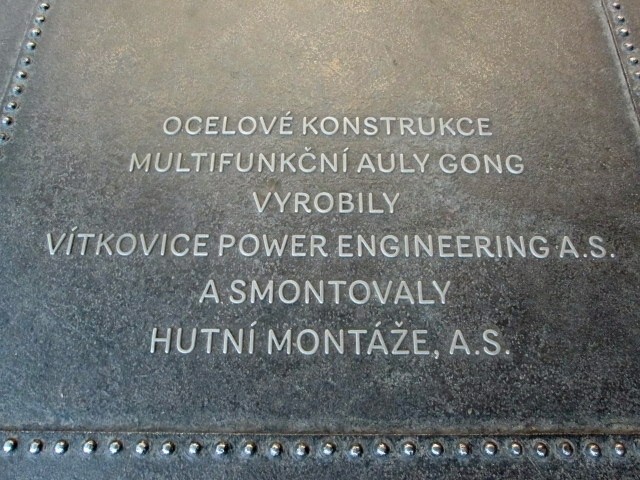 OCELOVÉ KONSTRUKCE
MULTIFUNKČNÍ AULY GONG
VYROBILY
VÍTKOVICE POWER ENGINEERING A.S.
A SMONTOVALY
HUTNÍ MONTÁŽE, A.S.